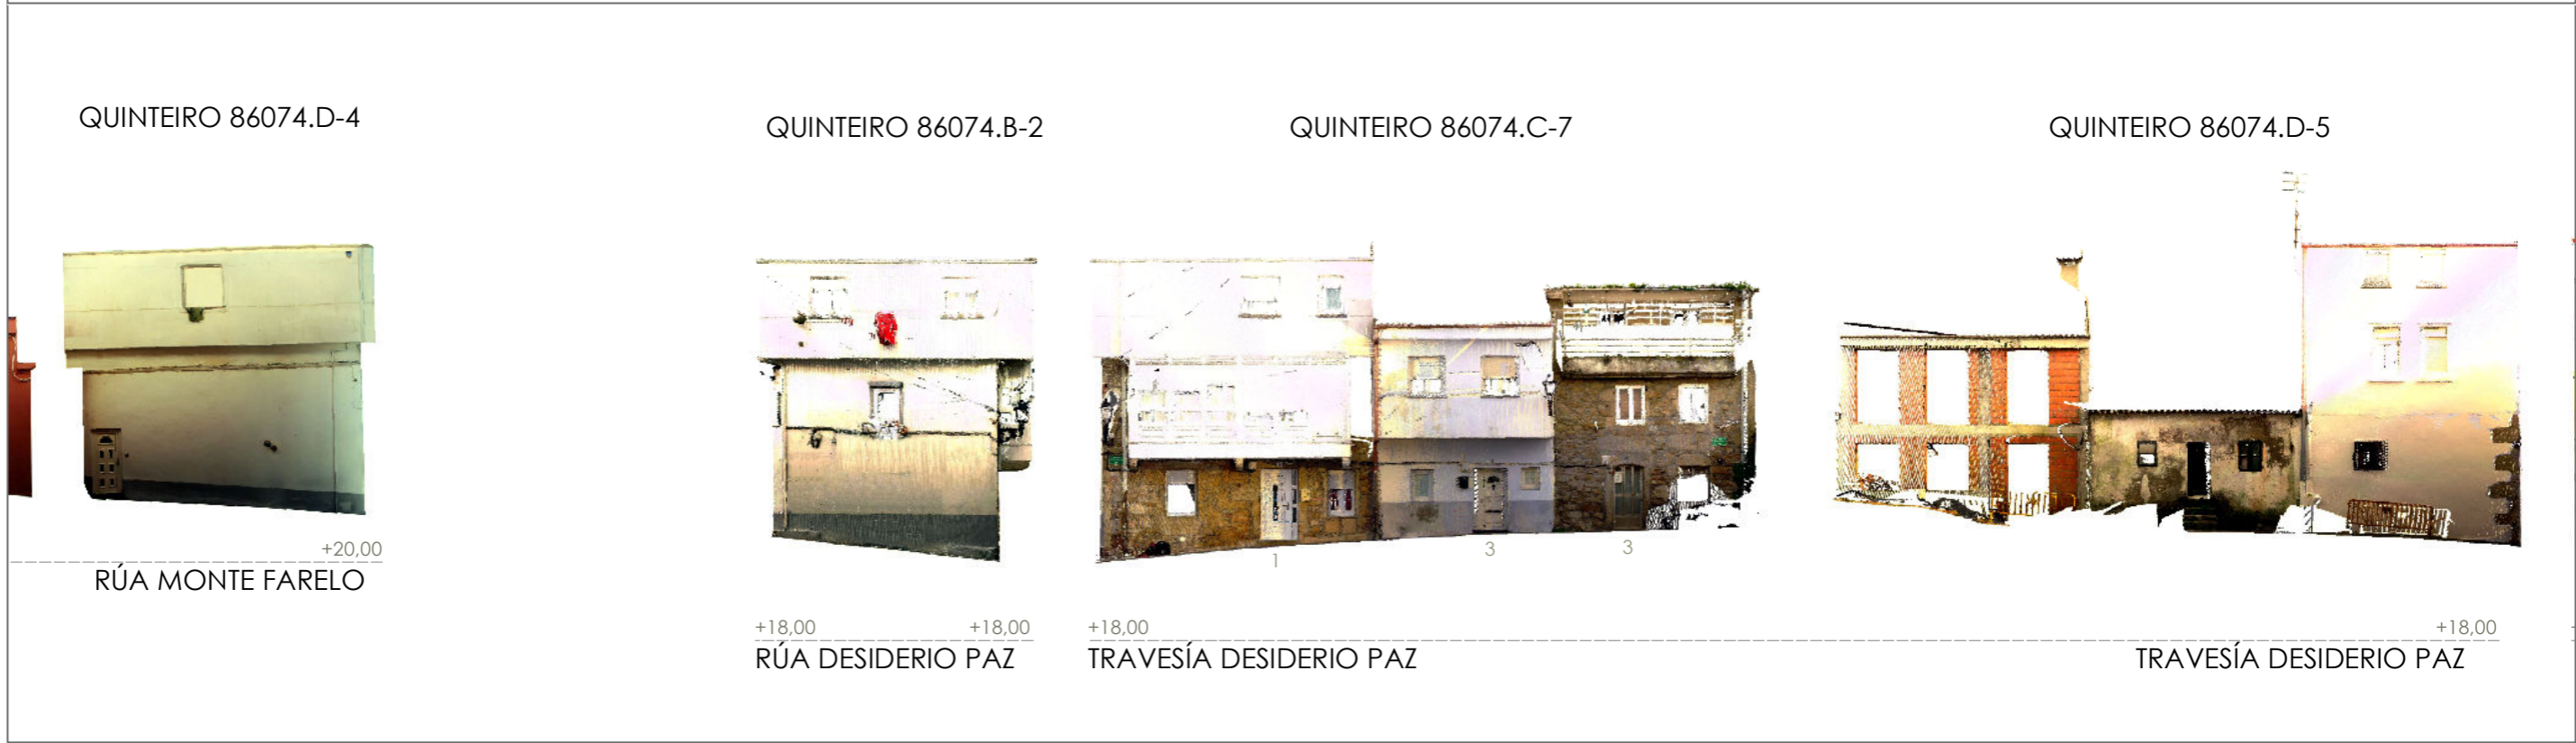 QUINTEIRO 86074.D-4
QUINTEIRO 86074.B-2
QUINTEIRO 86074.C-7
QUINTEIRO 86074.D-5
1
3
3
+20,00
RÚA MONTE FARELO
+18,00
+18,00
+18,00
+18,00
RÚA DESIDERIO PAZ
TRAVESÍA DESIDERIO PAZ
TRAVESÍA DESIDERIO PAZ